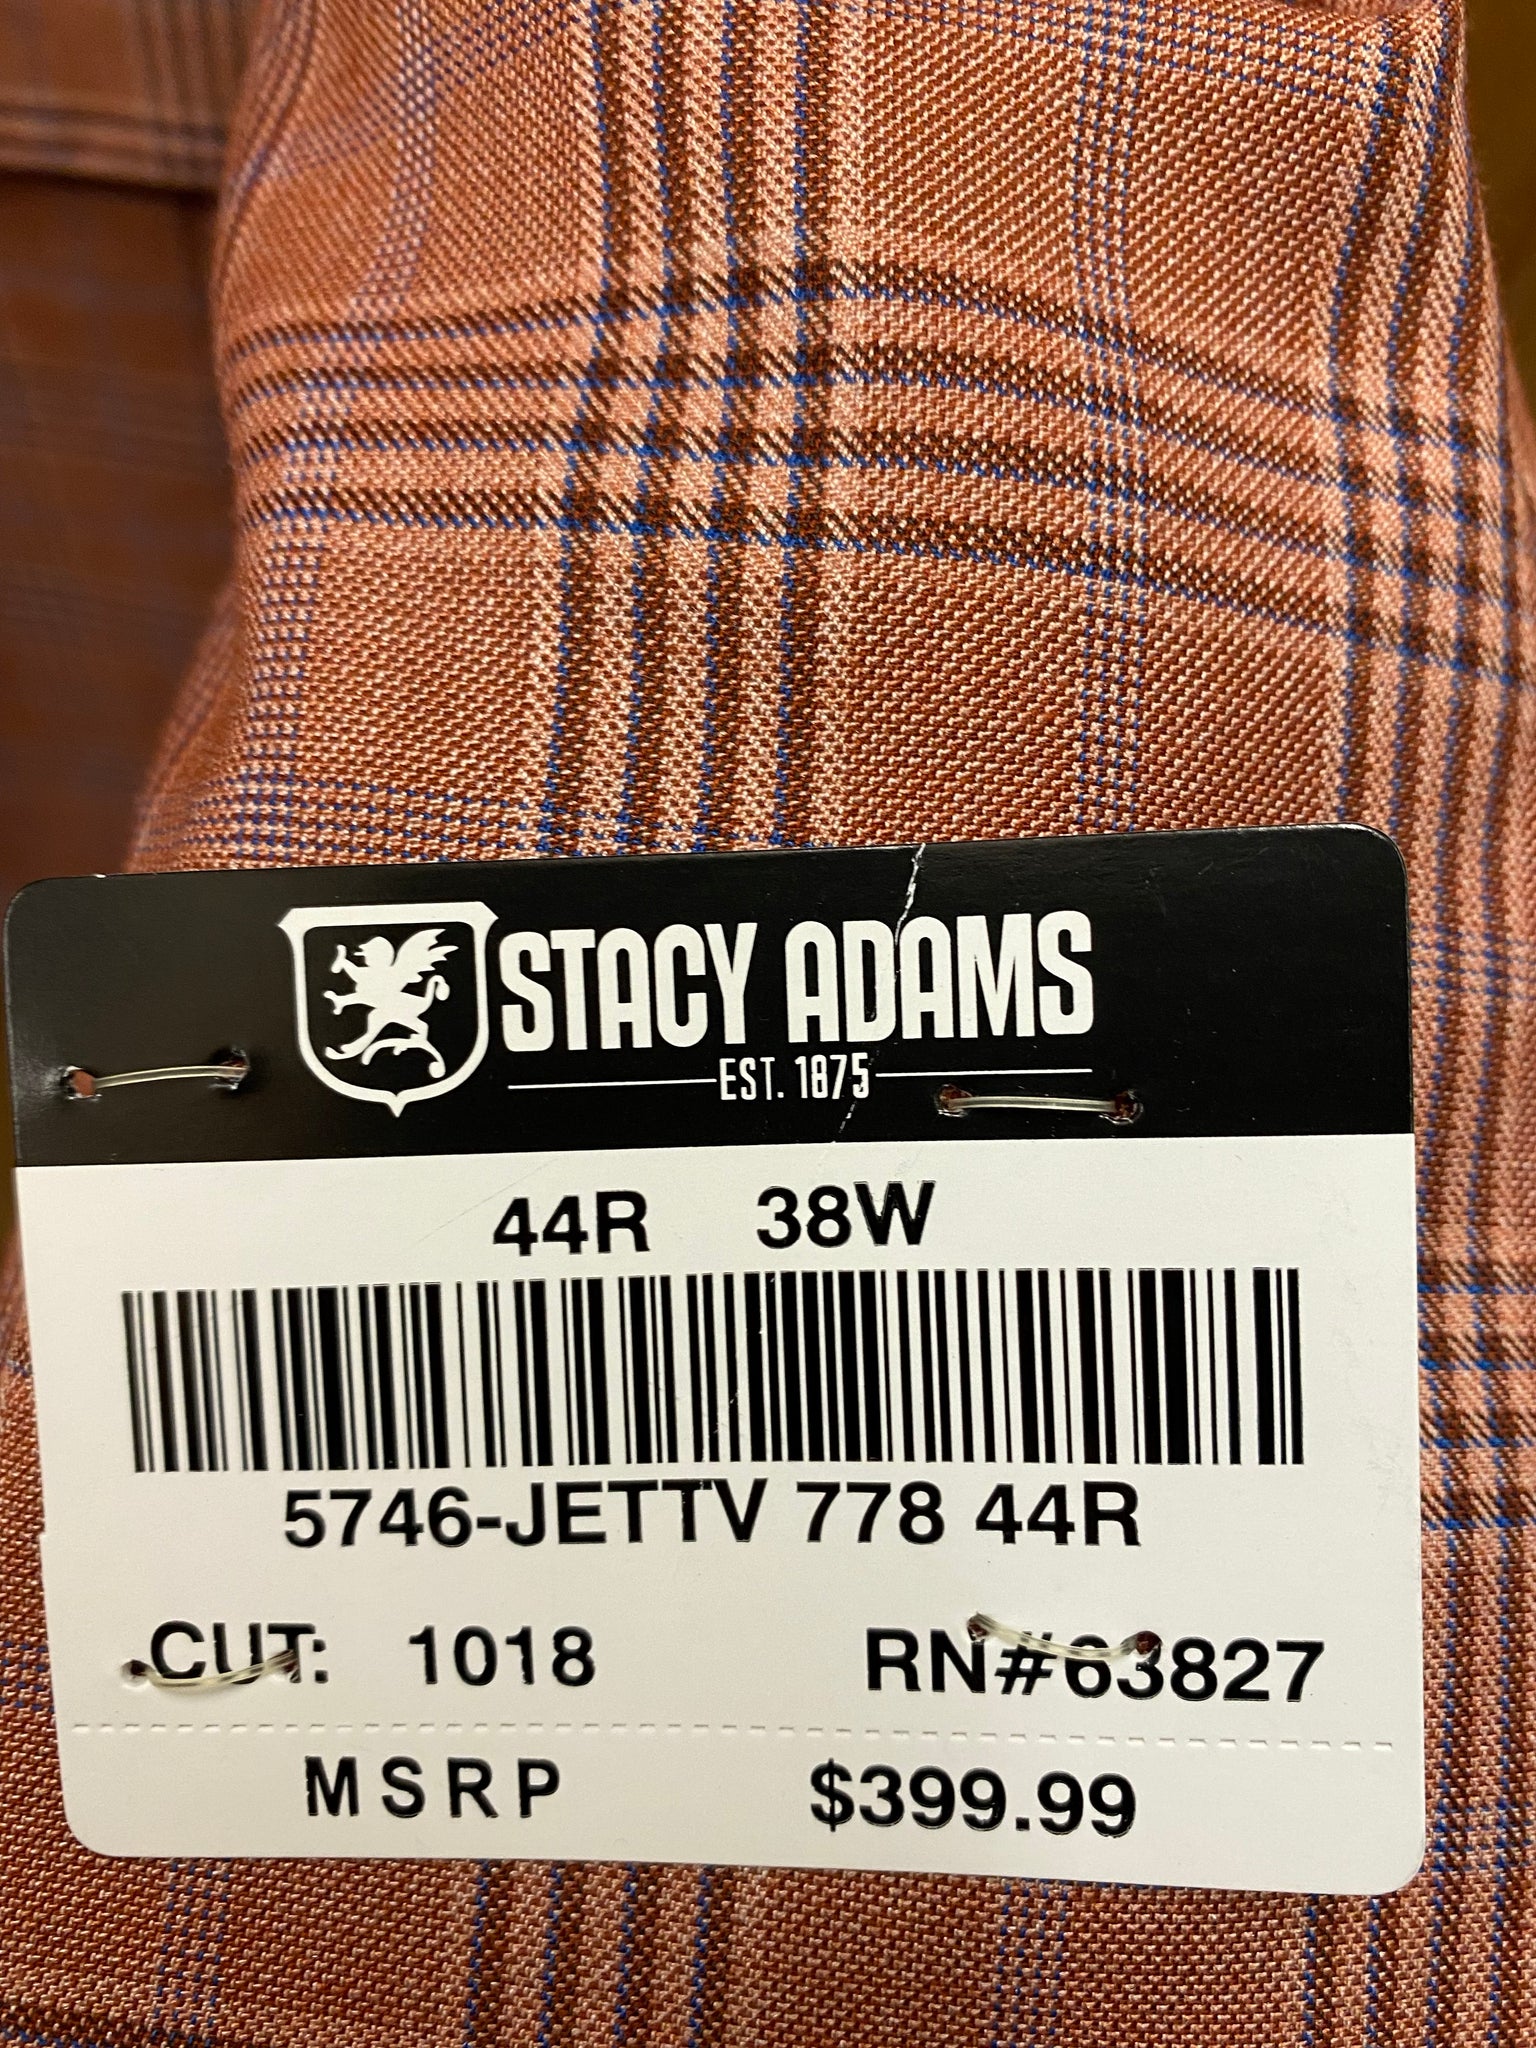 STACY ADAMS
EST. 1875
44R 38W
5746-JETTV 778 44R
CUT: 1018 RN#63827
MSRP $399.99